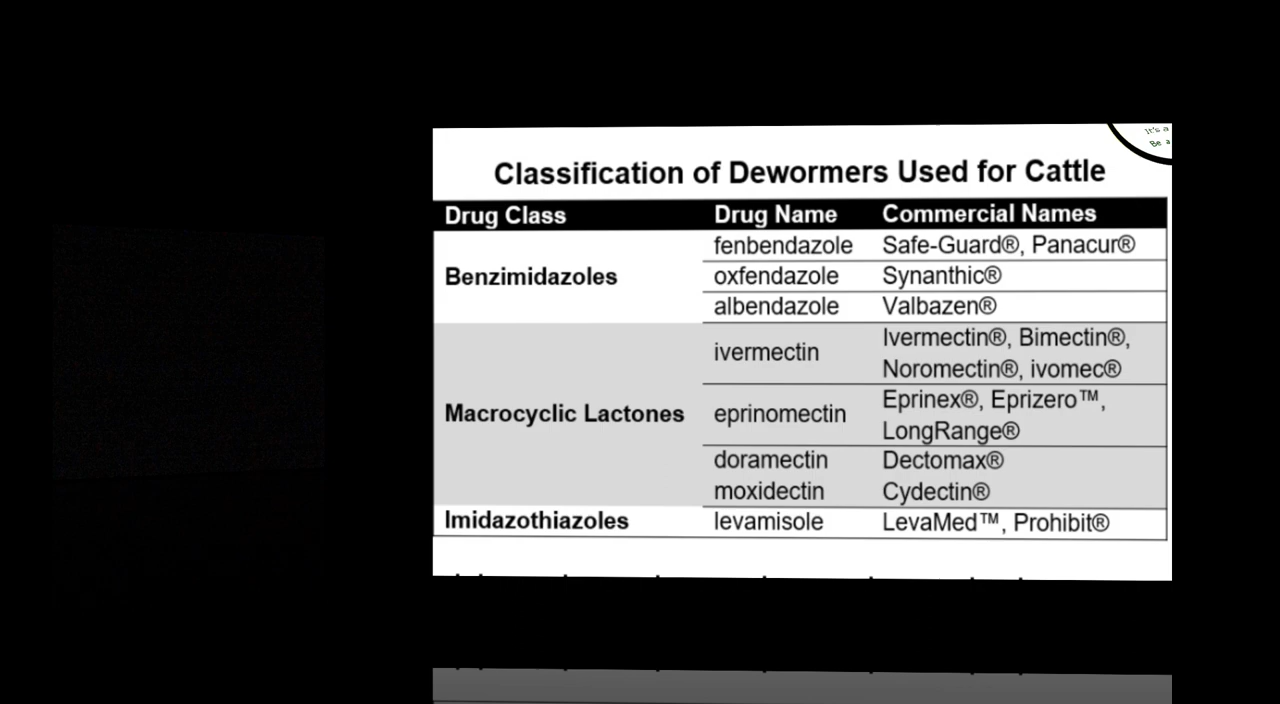 It's a
Be a
Classification of Dewormers Used for Cattle
Drug Class Drug Name Commercial Names
Benzimidazoles
fenbendazole Safe-Guard®, Panacur®
oxfendazole Synanthic®
albendazole Valbazen®
Macrocyclic Lactones
ivermectin
Ivermectin®, Bimectin®,
Noromectin®, ivomec®
eprinomectin
Eprinex®, Eprizero™,
LongRange®
doramectin Dectomax®
moxidectin Cydectin®
Imidazothiazoles levamisole LevaMed™, Prohibit®